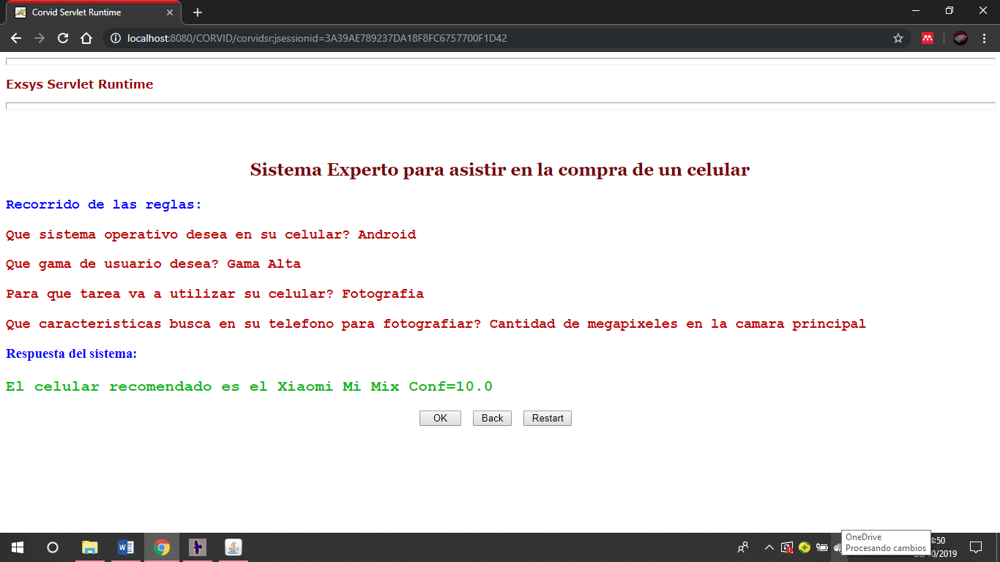 Corvid Servlet Runtime
localhost:8080/CORVID/corvidsr;jsessionid=3A39AE789237DA18F8FC6757700F1D42
Exsys Servlet Runtime
Sistema Experto para asistir en la compra de un celular
Recorrido de las reglas:
Que sistema operativo desea en su celular? Android
Que gama de usuario desea? Gama Alta
Para que tarea va a utilizar su celular? Fotografia
Que caracteristicas busca en su telefono para fotografiar? Cantidad de megapixeles en la camara principal
Respuesta del sistema:
El celular recomendado es el Xiaomi Mi Mix Conf=10.0
OK Back Restart
OneDrive
Procesando cambios
:50
/10/2019